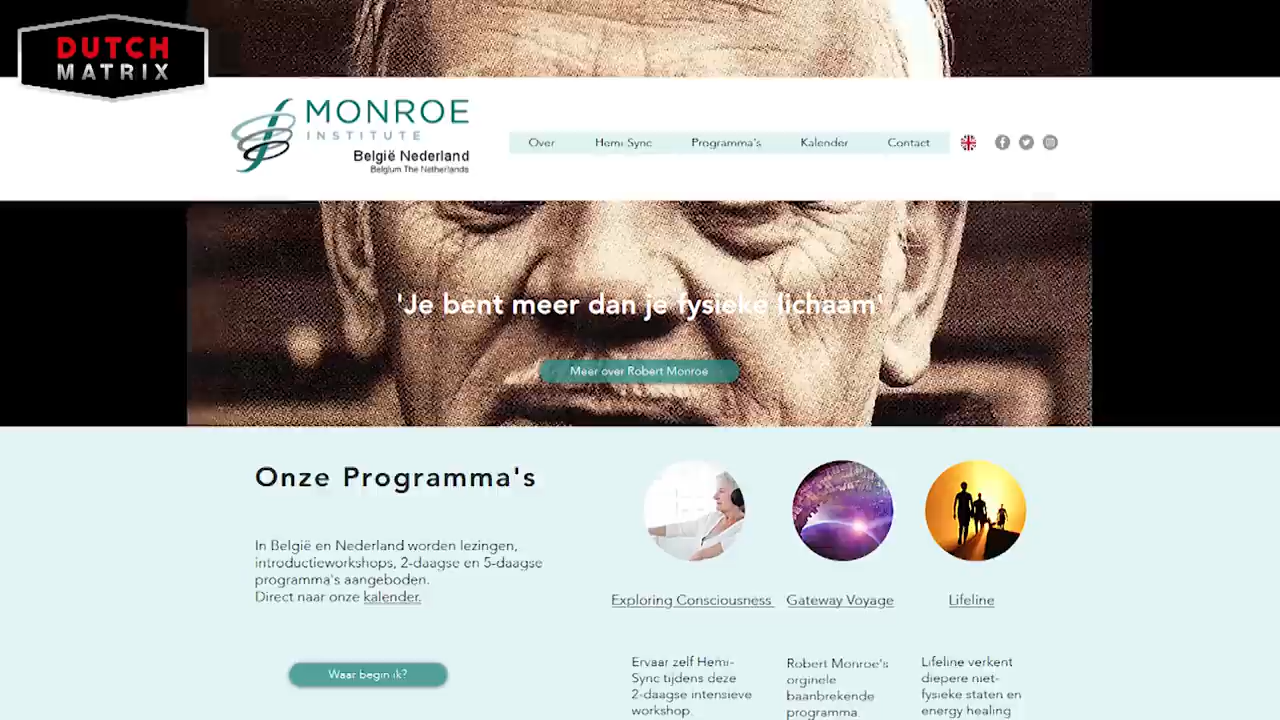 DUTCH
MATRIX
MONROE
INSTITUTE
België Nederland
Belgium The Netherlands
Over
Hemi-Sync
Programma's
Kalender
Contact
'Je bent meer dan je fysieke lichaam'
Meer over Robert Monroe
Onze Programma's
In België en Nederland worden lezingen,
introductieworkshops, 2-daagse en 5-daagse
programma's aangeboden.
Direct naar onze kalender.
Waar begin ik?
Exploring Consciousness
Ervaar zelf Hemi-
Sync tijdens deze
2-daagse intensieve
workshop.
Gateway Voyage
Robert Monroe's
orginele
baanbrekende
programma.
Lifeline
Lifeline verkent
diepere niet-
fysieke staten en
energy healing